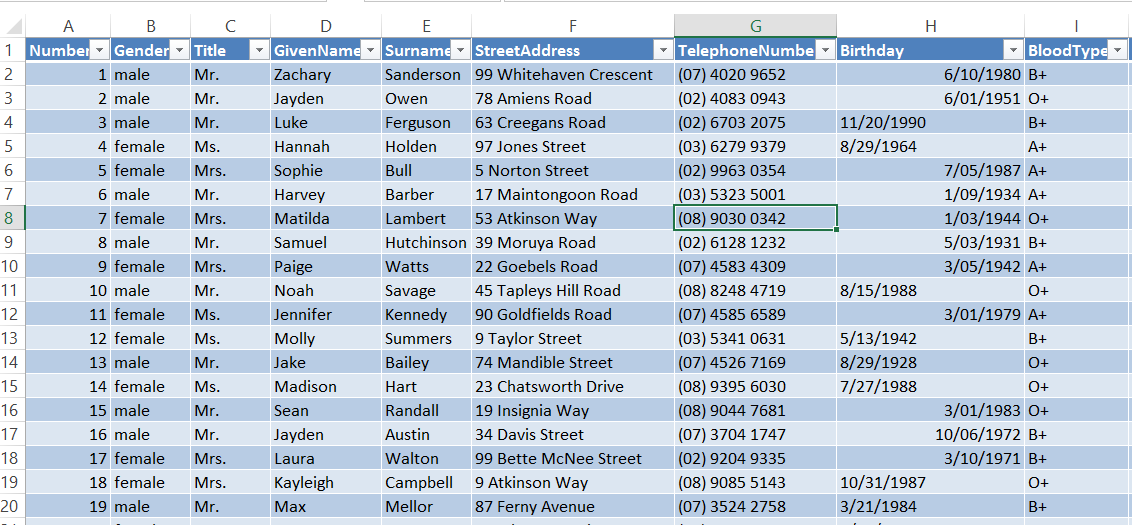 A B C D E F G H I
1 Number Gender Title GivenName Surname StreetAddress TelephoneNumbe Birthday BloodType
2 1 male Mr. Zachary Sanderson 99 Whitehaven Crescent (07) 4020 9652 6/10/1980 B+
3 2 male Mr. Jayden Owen 78 Amiens Road (02) 4083 0943 6/01/1951 O+
4 3 male Mr. Luke Ferguson 63 Creegans Road (02) 6703 2075 11/20/1990 B+
5 4 female Ms. Hannah Holden 97 Jones Street (03) 6279 9379 8/29/1964 A+
6 5 female Mrs. Sophie Bull 5 Norton Street (02) 9963 0354 7/05/1987 A+
7 6 male Mr. Harvey Barber 17 Maintongoon Road (03) 5323 5001 1/09/1934 A+
8 7 female Mrs. Matilda Lambert 53 Atkinson Way (08) 9030 0342 1/03/1944 O+
9 8 male Mr. Samuel Hutchinson 39 Moruya Road (02) 6128 1232 5/03/1931 B+
10 9 female Mrs. Paige Watts 22 Goebels Road (07) 4583 4309 3/05/1942 A+
11 10 male Mr. Noah Savage 45 Tapleys Hill Road (08) 8248 4719 8/15/1988 O+
12 11 female Ms. Jennifer Kennedy 90 Goldfields Road (07) 4585 6589 3/01/1979 A+
13 12 female Ms. Molly Summers 9 Taylor Street (03) 5341 0631 5/13/1942 B+
14 13 male Mr. Jake Bailey 74 Mandible Street (07) 4526 7169 8/29/1928 O+
15 14 female Ms. Madison Hart 23 Chatsworth Drive (08) 9395 6030 7/27/1988 O+
16 15 male Mr. Sean Randall 19 Insignia Way (08) 9044 7681 3/01/1983 O+
17 16 male Mr. Jayden Austin 34 Davis Street (07) 3704 1747 10/06/1972 B+
18 17 female Mrs. Laura Walton 99 Bette McNee Street (02) 9204 9335 3/10/1971 B+
19 18 female Mrs. Kayleigh Campbell 9 Atkinson Way (08) 9085 5143 10/31/1987 O+
20 19 male Mr. Max Mellor 87 Ferny Avenue (07) 3524 2758 3/21/1984 B+